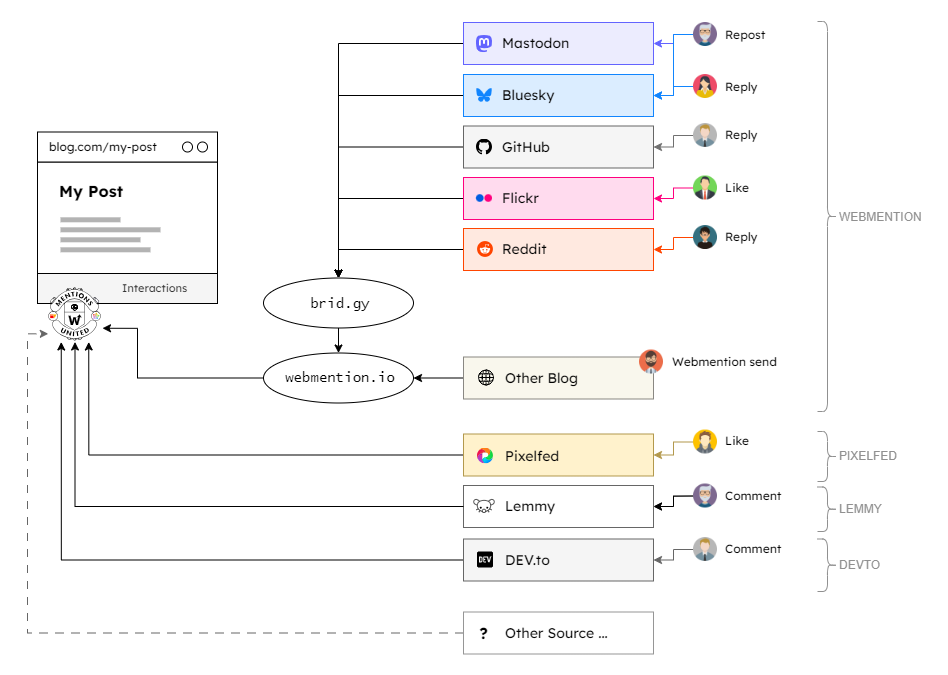 Mastodon
Repost
Bluesky
Reply
blog.com/my-post
GitHub
Reply
My Post
Flickr
Like
WEBMENTION
Reddit
Reply
Interactions
MENTIONS
W
UNITED
brid.gy
webmention.io
Other Blog
Webmention send
Pixelfed
Like
PIXELFED
Lemmy
Comment
LEMMY
DEV
DEV.to
Comment
DEVTO
?
Other Source ...